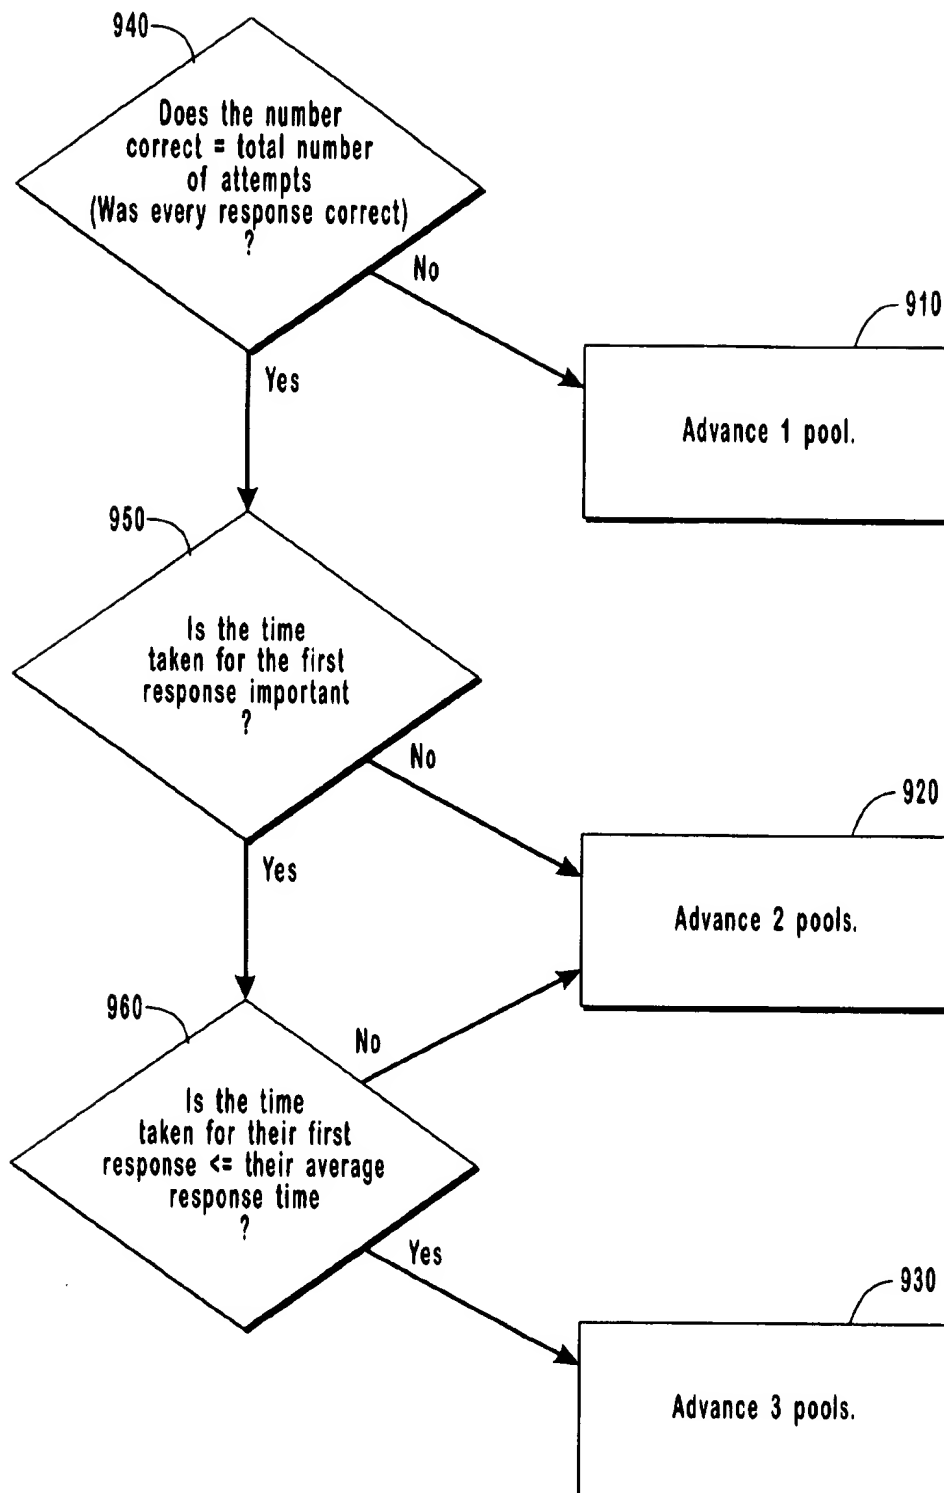 940
Does the number
correct = total number
of attempts
(Was every response correct)
?
No
Yes
910
Advance 1 pool.
950
Is the time
taken for the first
response important
?
No
Yes
920
Advance 2 pools.
960
No
Is the time
taken for their first
response <= their average
response time
?
Yes
930
Advance 3 pools.